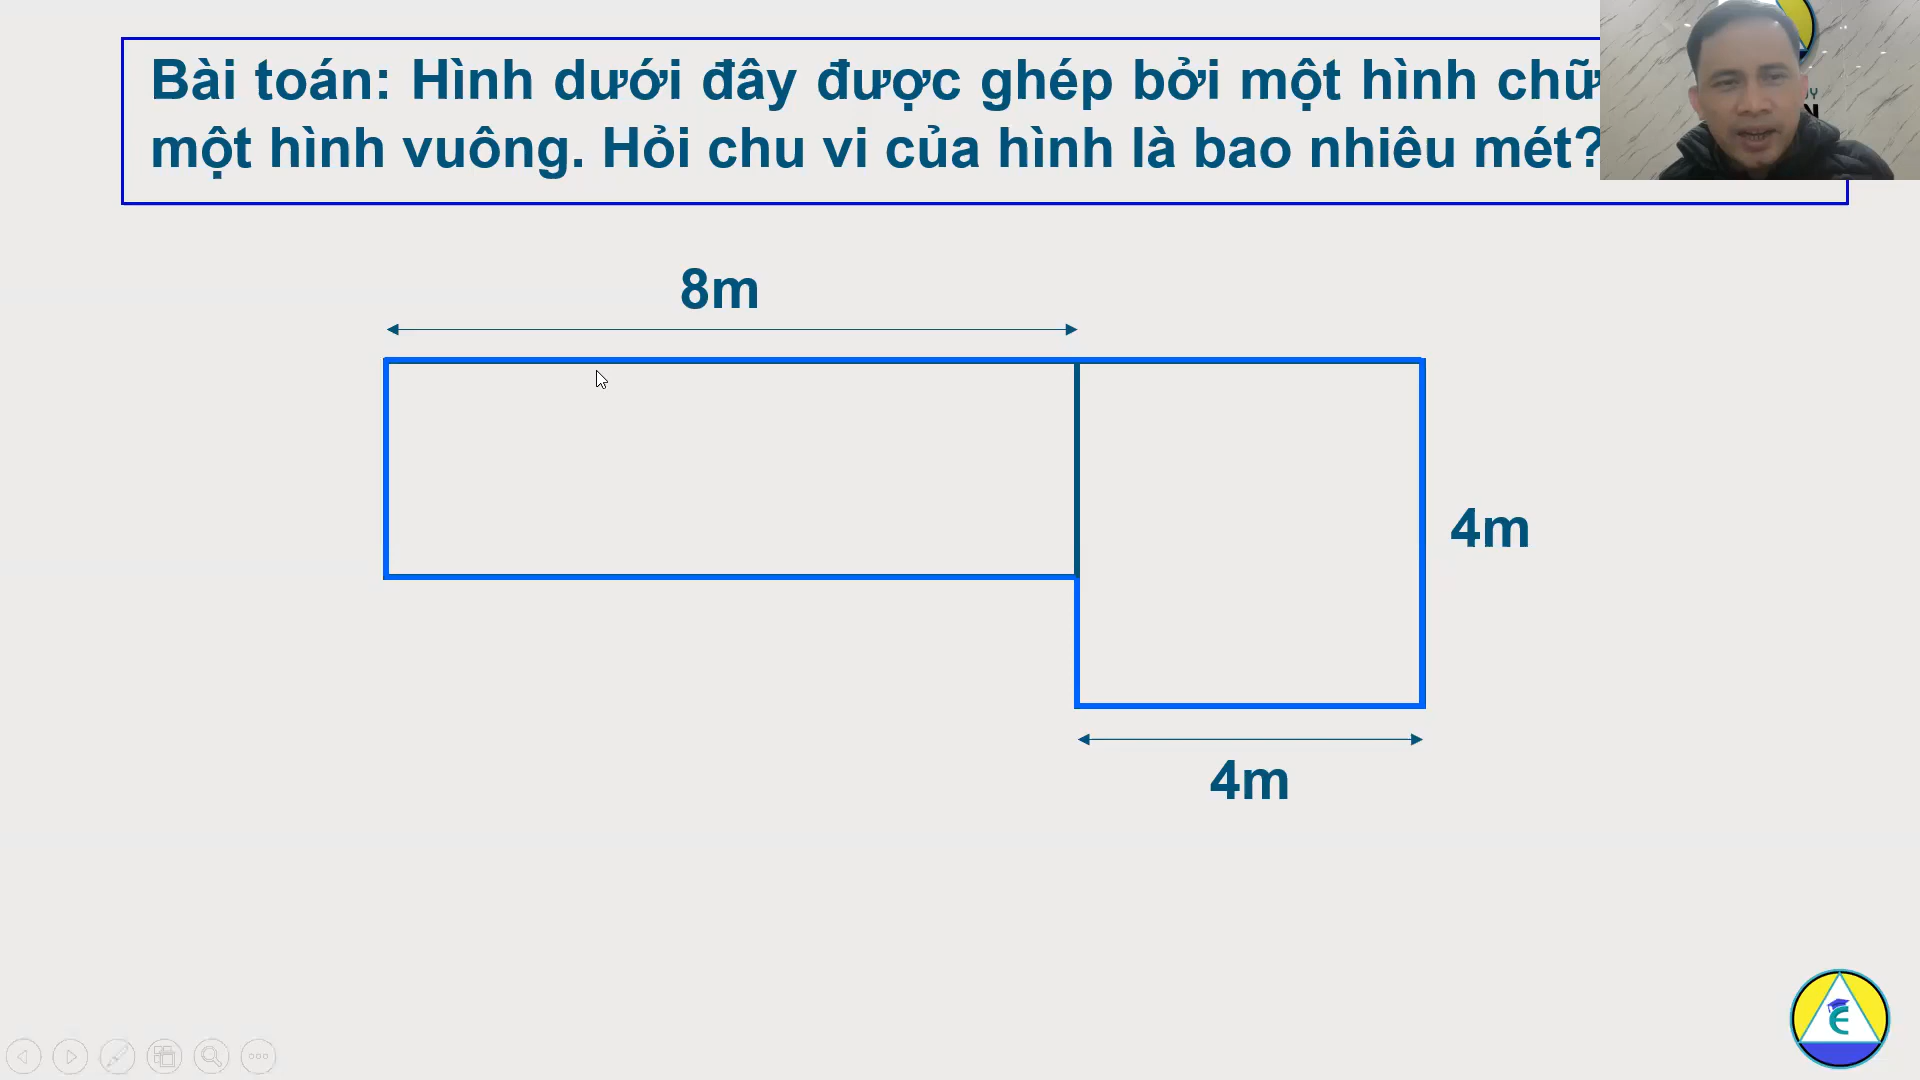 Bài toán: Hình dưới đây được ghép bởi một hình chữ
một hình vuông. Hỏi chu vi của hình là bao nhiêu mét?
8m
4m
4m